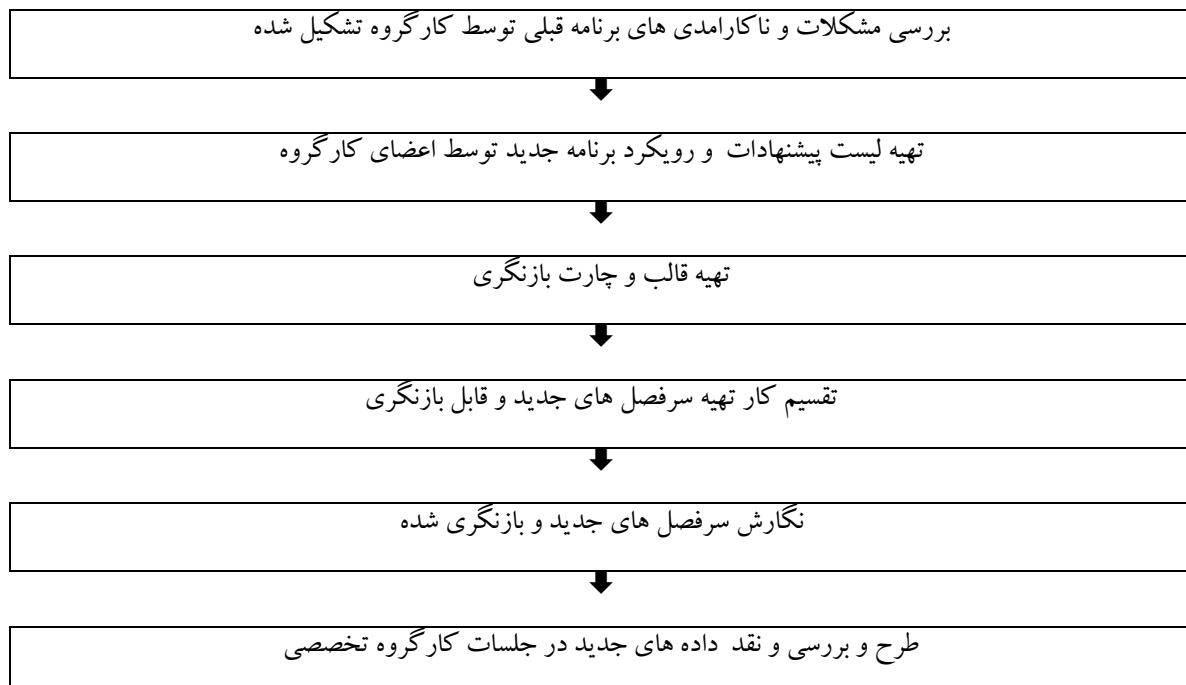 بررسی مشکلات و ناکارامدی های برنامه قبلی توسط کارگروه تشکیل شده
تهیه لیست پیشنهادات و رویکرد برنامه جدید توسط اعضای کارگروه
تهیه قالب و چارت بازنگری
تقسیم کار تهیه سرفصل های جدید و قابل بازنگری
نگارش سرفصل های جدید و بازنگری شده
طرح و بررسی و نقد داده های جدید در جلسات کارگروه تخصصی